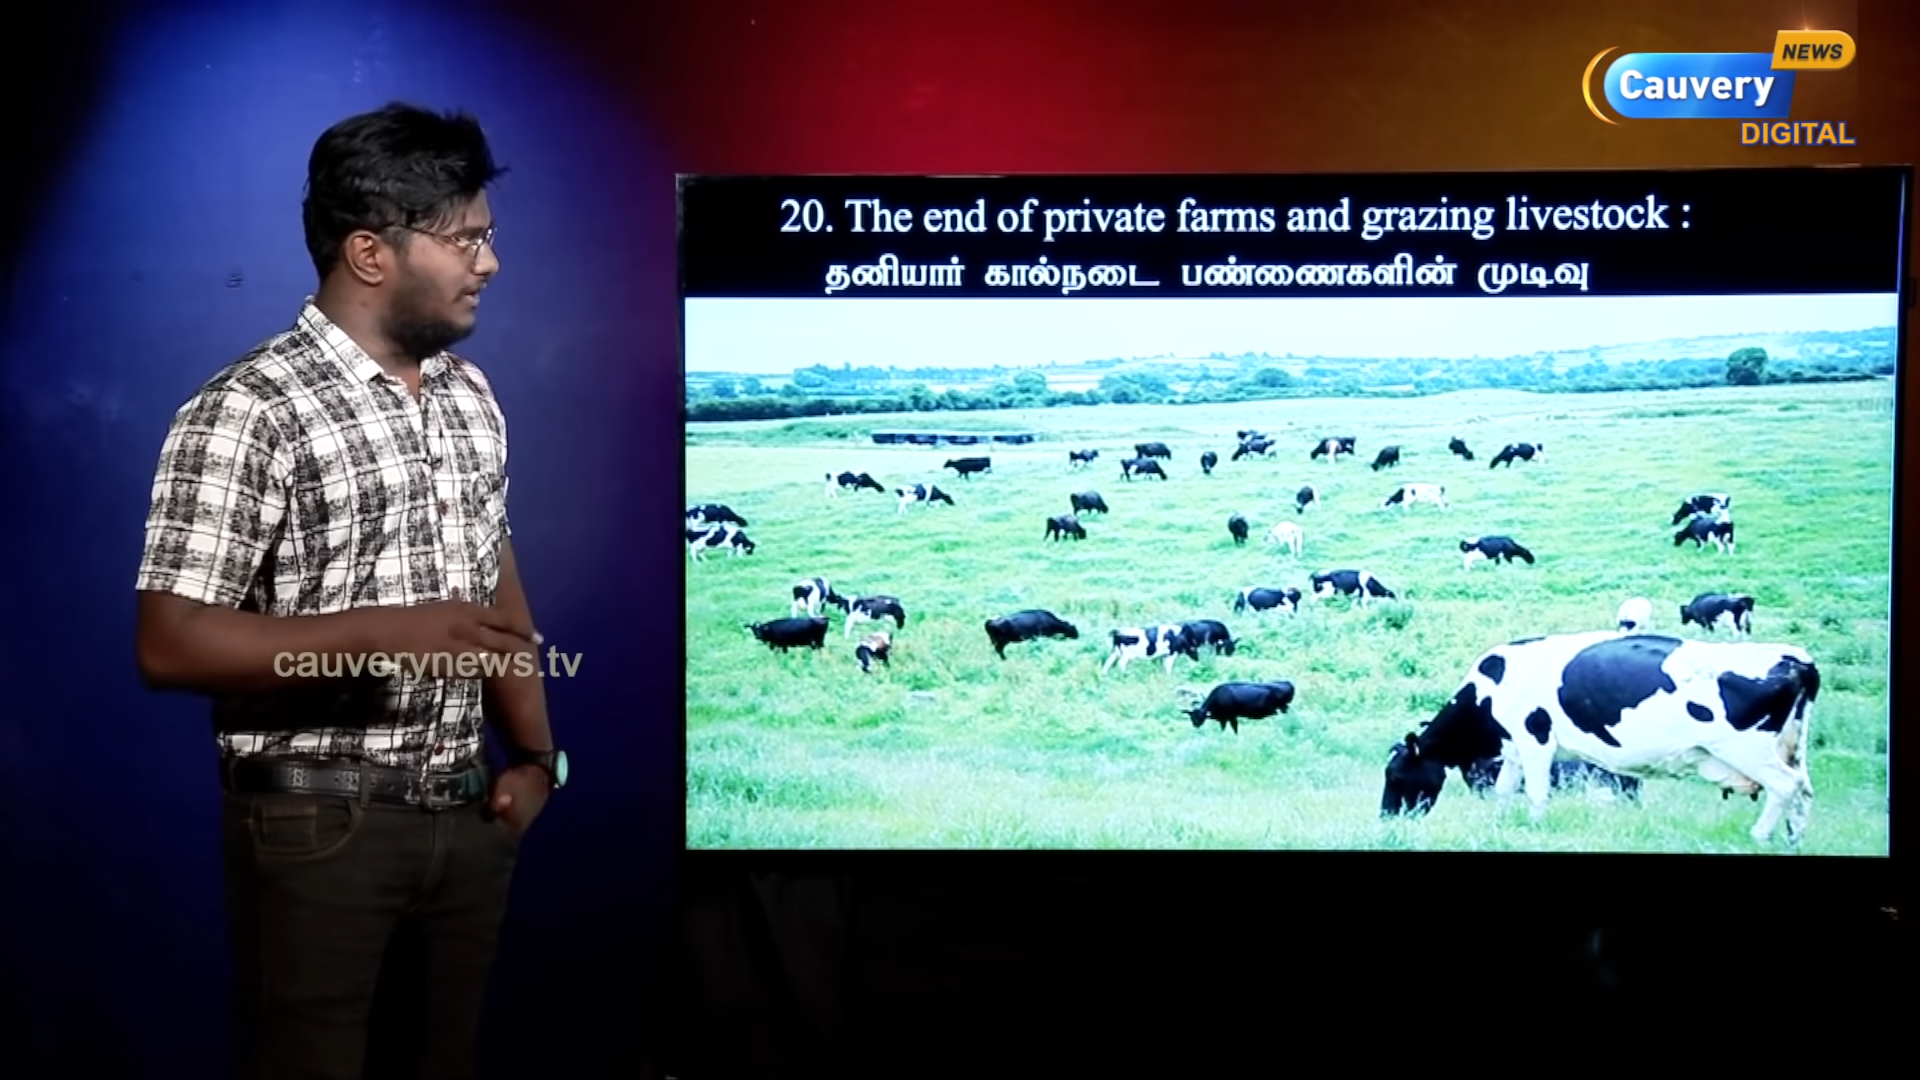 NEWS
Cauvery
DIGITAL
20. The end of private farms and grazing livestock :
தனியார் கால்நடை பண்ணைகளின் முடிவு
cauverynews.tv